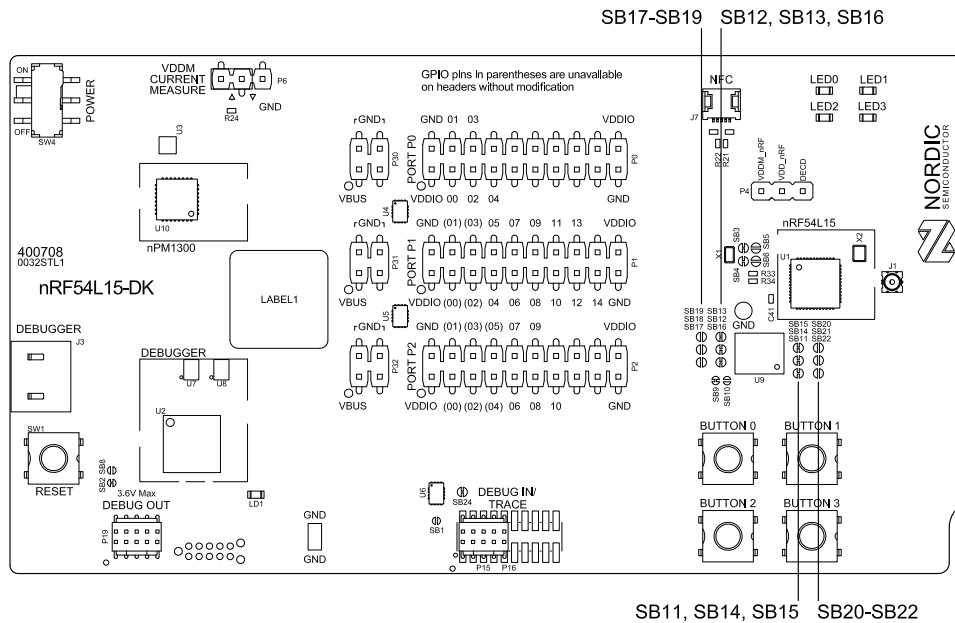 SB17-SB19 SB12, SB13, SB16
ON
OFF
SW4
POWER
VDDM
CURRENT
MEASURE
P6
GND
R24
GPIO pins in parentheses are unavailable
on headers without modification
NFC
J7
R22
R21
LED0 LED1
LED2 LED3
NORDIC
SEMICONDUCTOR
U3
U10
nPM1300
GND
P30
VBUS
PORT P0
GND 01 03 VDDIO
P0
VDDIO 00 02 04 GND
U4
GND
P31
VBUS
PORT P1
GND (01) (03) 05 07 09 11 13 VDDIO
P1
VDDIO (00) (02) 04 06 08 10 12 14 GND
U5
GND
P32
VBUS
PORT P2
GND (01) (03) (05) 07 09 VDDIO
P2
VDDIO (00) (02) (04) 06 08 10 GND
VDDM_nRF
VDD_nRF
DECD
P4
nRF54L15
U1
X2
J1
X1
SB3
SB4
SB5
SB6
R33
R34
C41
400708
0032STL1
nRF54L15-DK
LABEL1
SB19
SB18
SB17
SB13
SB12
SB16
GND
U9
SB15
SB14
SB11
SB20
SB21
SB22
SB9
SB10
DEBUGGER
J3
DEBUGGER
U7
U8
U2
SW1
RESET
SB8
SB2
3.6V Max
DEBUG OUT
P19
LD1
GND
GND
U6
SB24
SB1
DEBUG IN/
TRACE
P15 P16
BUTTON 0 BUTTON 1
BUTTON 2 BUTTON 3
SB11, SB14, SB15 SB20-SB22